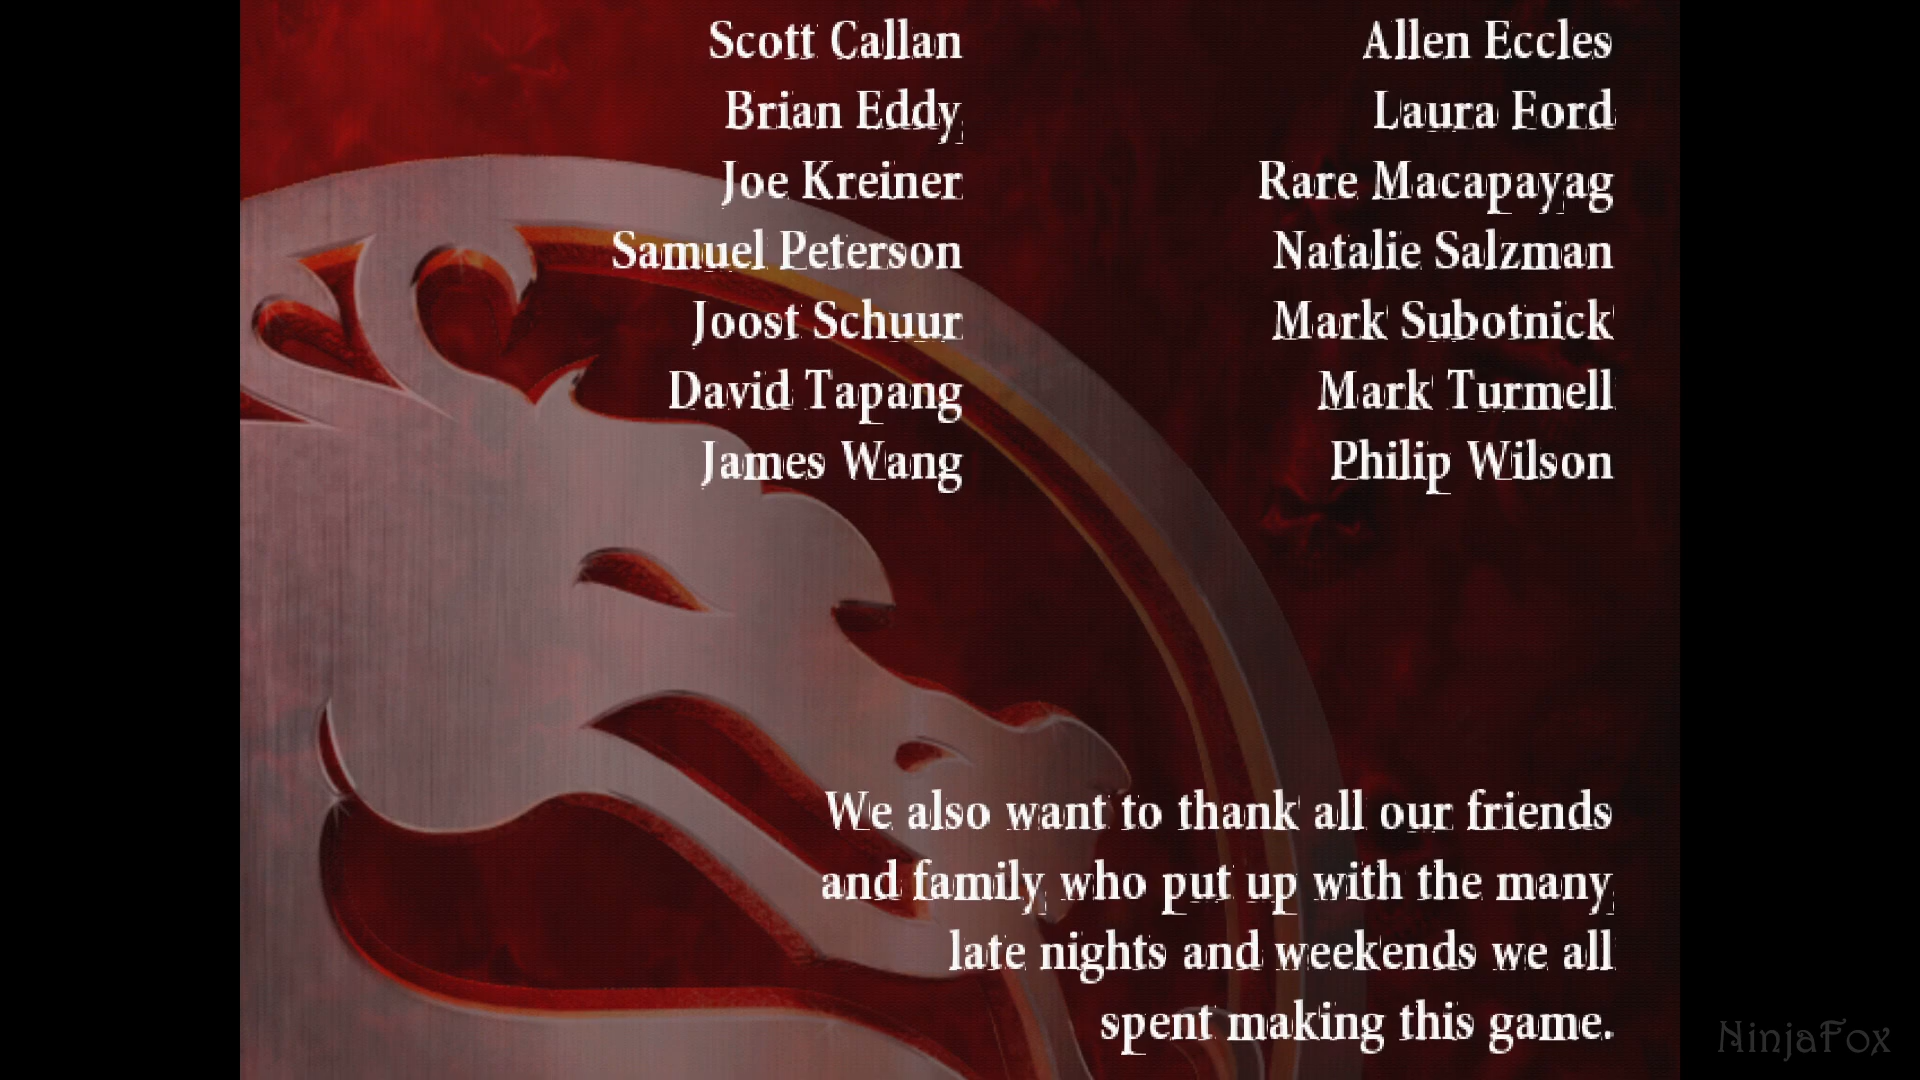 Scott Callan Allen Eccles
Brian Eddy Laura Ford
Joe Kreiner Rare Macapayag
Samuel Peterson Natalie Salzman
Joost Schuur Mark Subotnick
David Tapang Mark Turmell
James Wang Philip Wilson
We also want to thank all our friends
and family who put up with the many
late nights and weekends we all
spent making this game.
NinjaFox